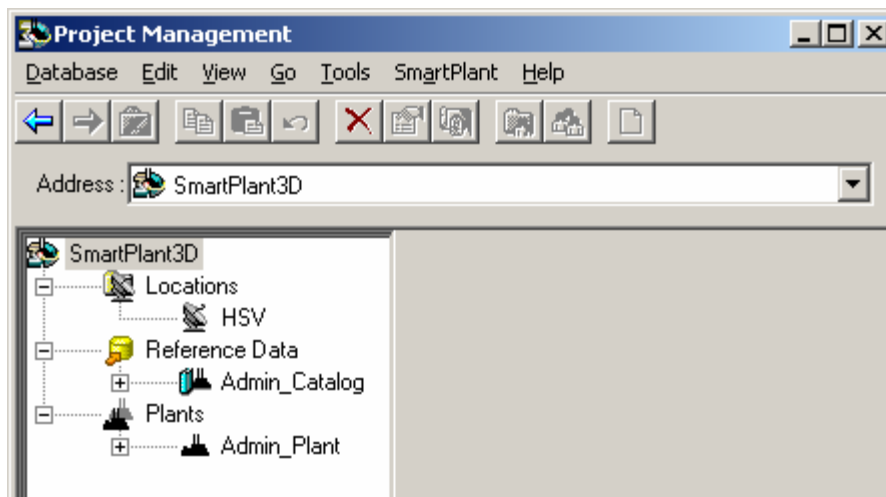 Project Management
Database Edit View Go Tools SmartPlant Help
Address : SmartPlant3D
SmartPlant3D
Locations
HSV
Reference Data
Admin_Catalog
Plants
Admin_Plant